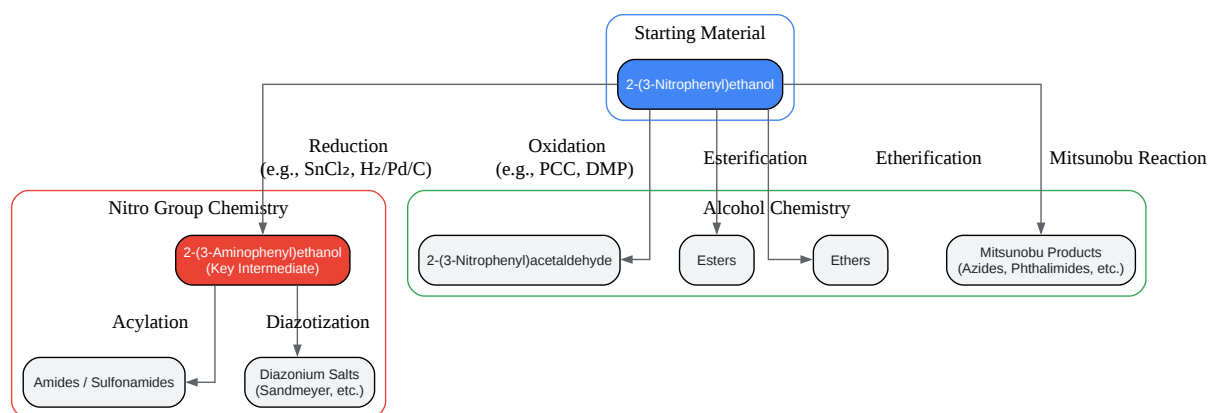 Starting Material
2-(3-Nitrophenyl)ethanol
Reduction
(e.g., SnCl₂, H₂/Pd/C)
Oxidation
(e.g., PCC, DMP)
Esterification
Etherification
Mitsunobu Reaction
Nitro Group Chemistry
Alcohol Chemistry
2-(3-Aminophenyl)ethanol
(Key Intermediate)
2-(3-Nitrophenyl)acetaldehyde
Esters
Ethers
Mitsunobu Products
(Azides, Phthalimides, etc.)
Acylation
Diazotization
Amides / Sulfonamides
Diazonium Salts
(Sandmeyer, etc.)